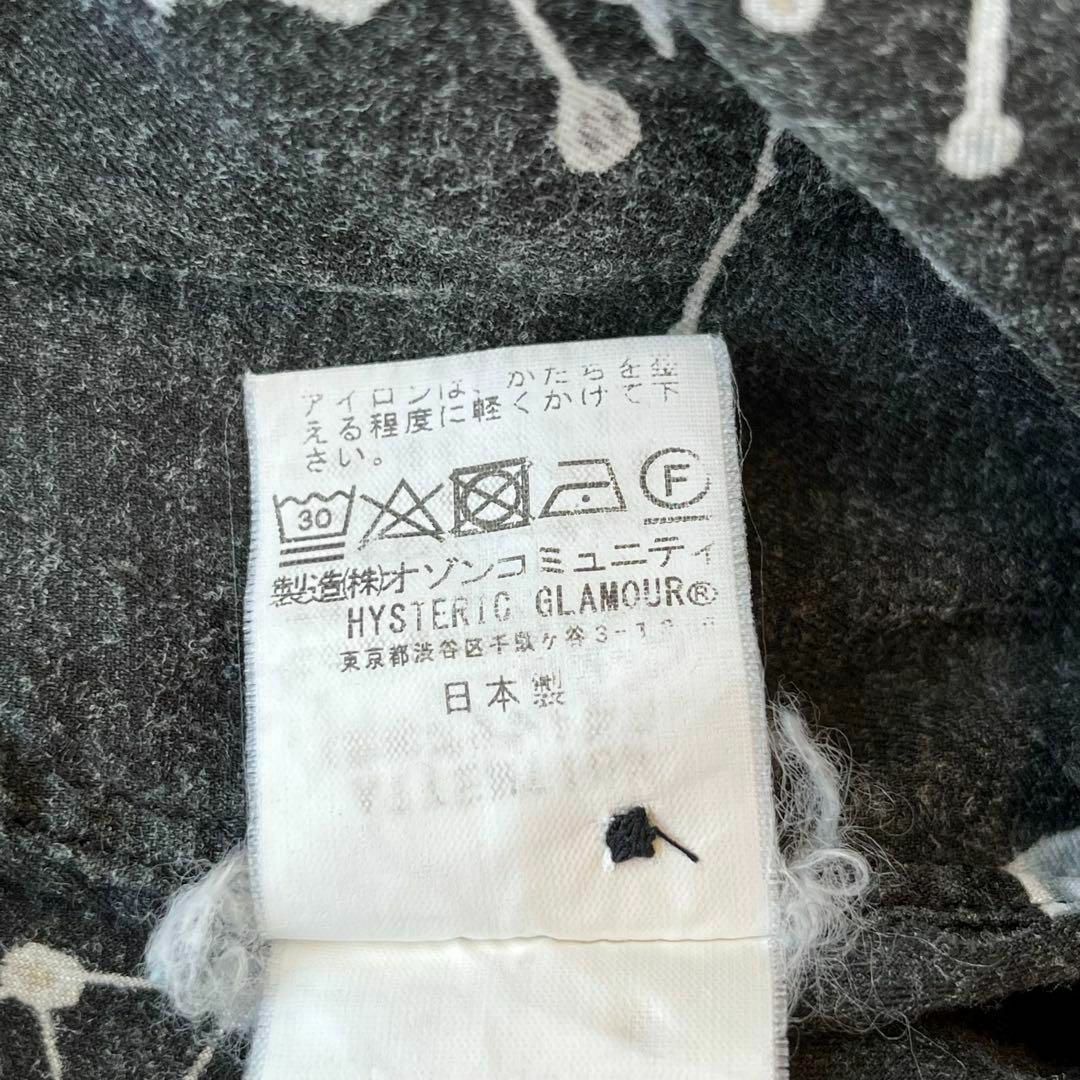 アイロンは、かたちを整
える程度に軽くかけて下
さい。
30 F
製造(株)オゾンコミュニティ
HYSTERIC GLAMOUR®
東京都渋谷区千駄ヶ谷
日本製